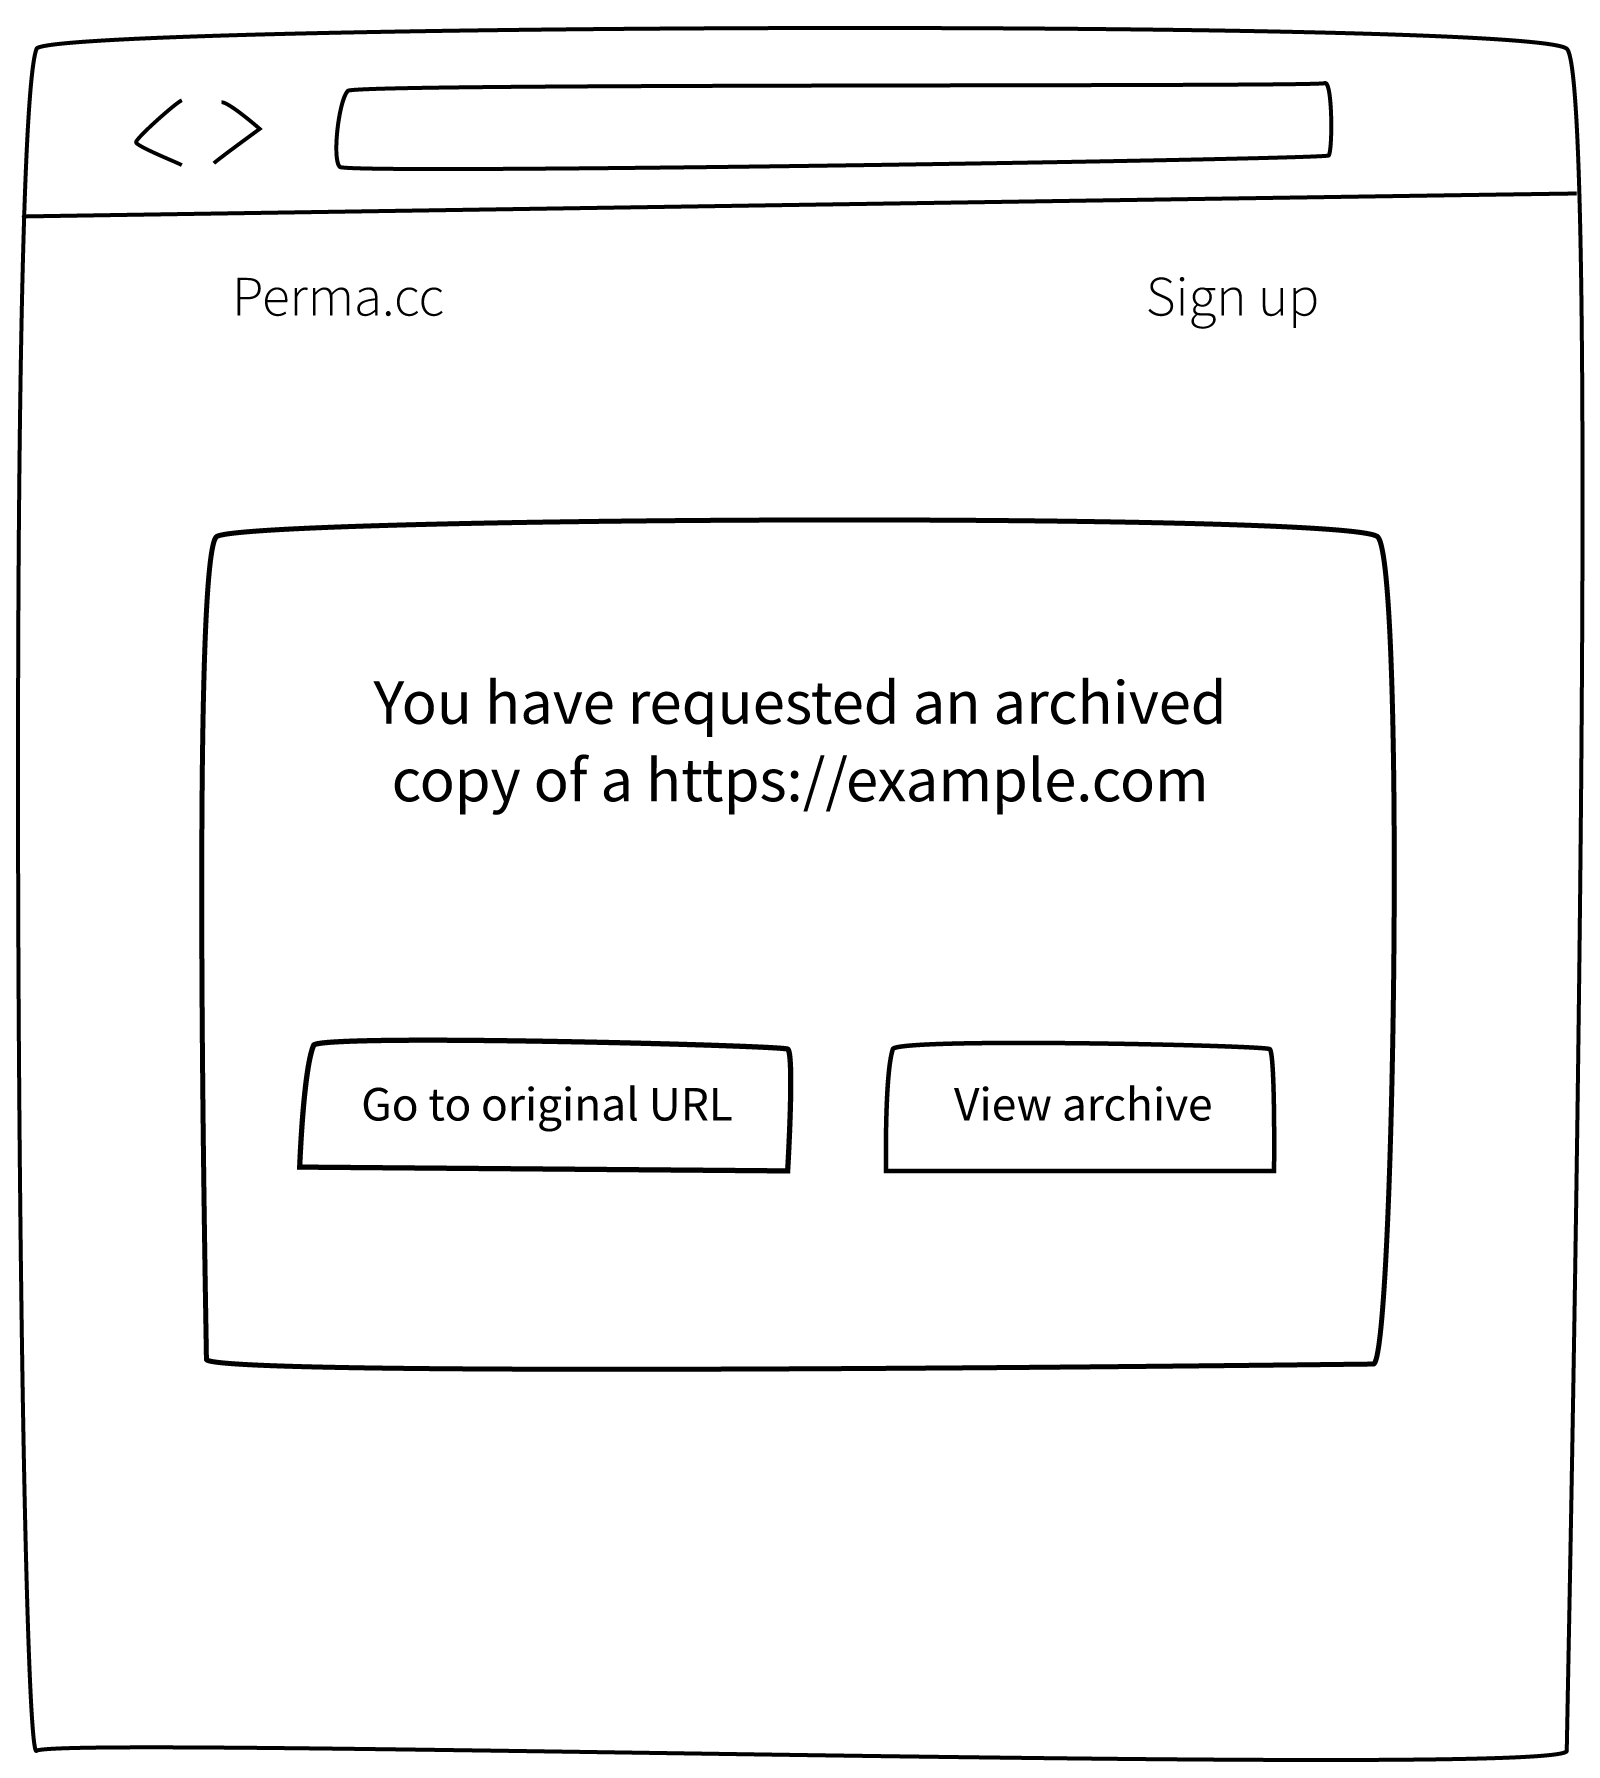 Perma.cc
Sign up
You have requested an archived
copy of a https://example.com
Go to original URL
View archive